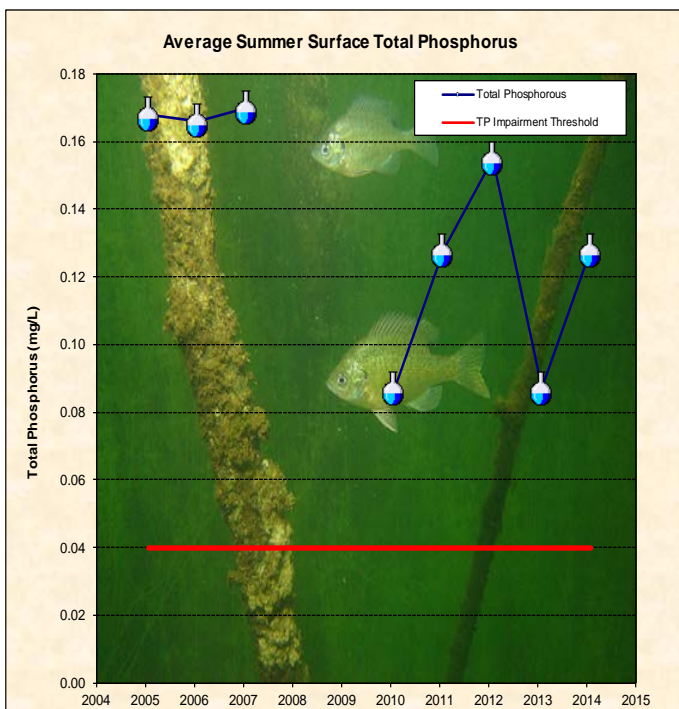 Average Summer Surface Total Phosphorus
Total Phosphorous
TP Impairment Threshold
Total Phosphorus (mg/L)
0.18
0.16
0.14
0.12
0.10
0.08
0.06
0.04
0.02
0.00
2004 2005 2006 2007 2008 2009 2010 2011 2012 2013 2014 2015